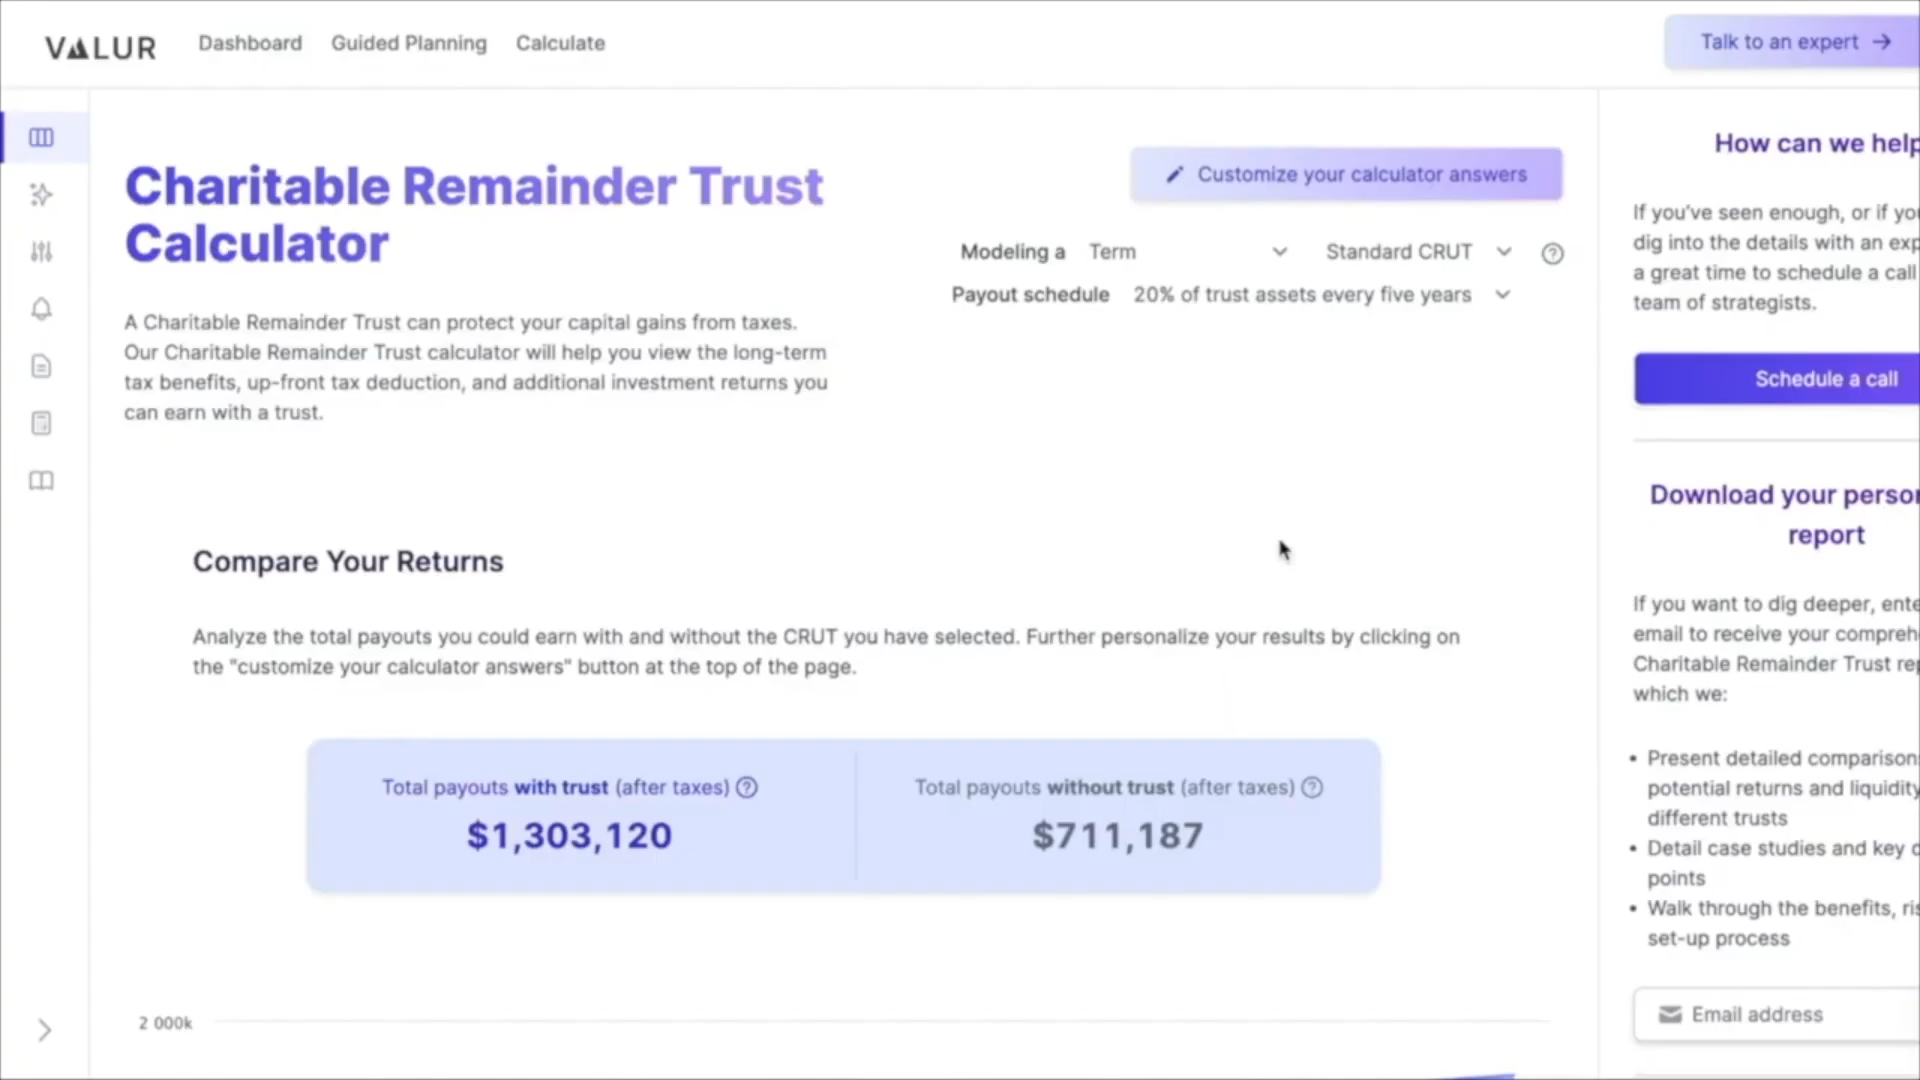 VALUR
Dashboard
Guided Planning
Calculate
Talk to an expert
Charitable Remainder Trust
Calculator
A Charitable Remainder Trust can protect your capital gains from taxes.
Our Charitable Remainder Trust calculator will help you view the long-term
tax benefits, up-front tax deduction, and additional investment returns you
can earn with a trust.
Customize your calculator answers
Modeling a Term Standard CRUT
Payout schedule 20% of trust assets every five years
Compare Your Returns
Analyze the total payouts you could earn with and without the CRUT you have selected. Further personalize your results by clicking on
the "customize your calculator answers" button at the top of the page.
Total payouts with trust (after taxes)
$1,303,120
Total payouts without trust (after taxes)
$711,187
2 000k
How can we help
If you've seen enough, or if you
dig into the details with an exp
a great time to schedule a call
team of strategists.
Schedule a call
Download your person
report
If you want to dig deeper, ente
email to receive your compreh
Charitable Remainder Trust rep
which we:
• Present detailed comparison
potential returns and liquidity
different trusts
• Detail case studies and key d
points
• Walk through the benefits, ris
set-up process
Email address